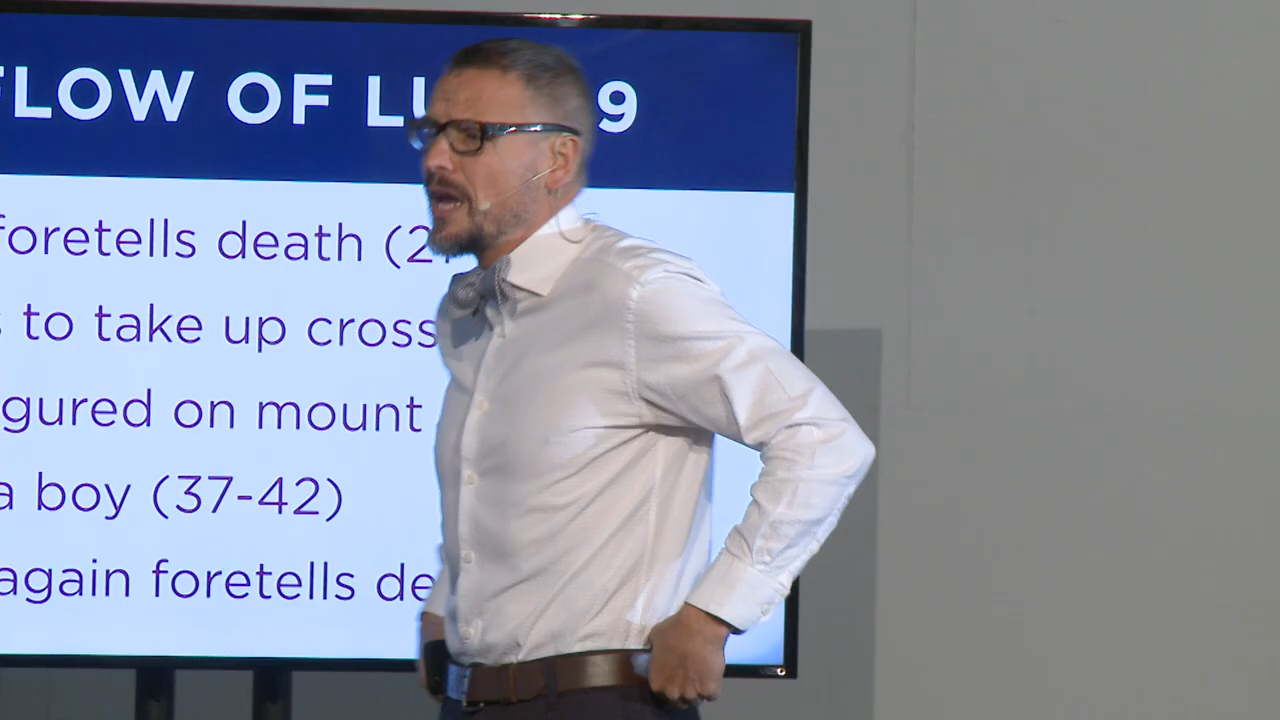 FLOW OF LU 9
foretells death (2
to take up cross
gured on mount
a boy (37-42)
again foretells de